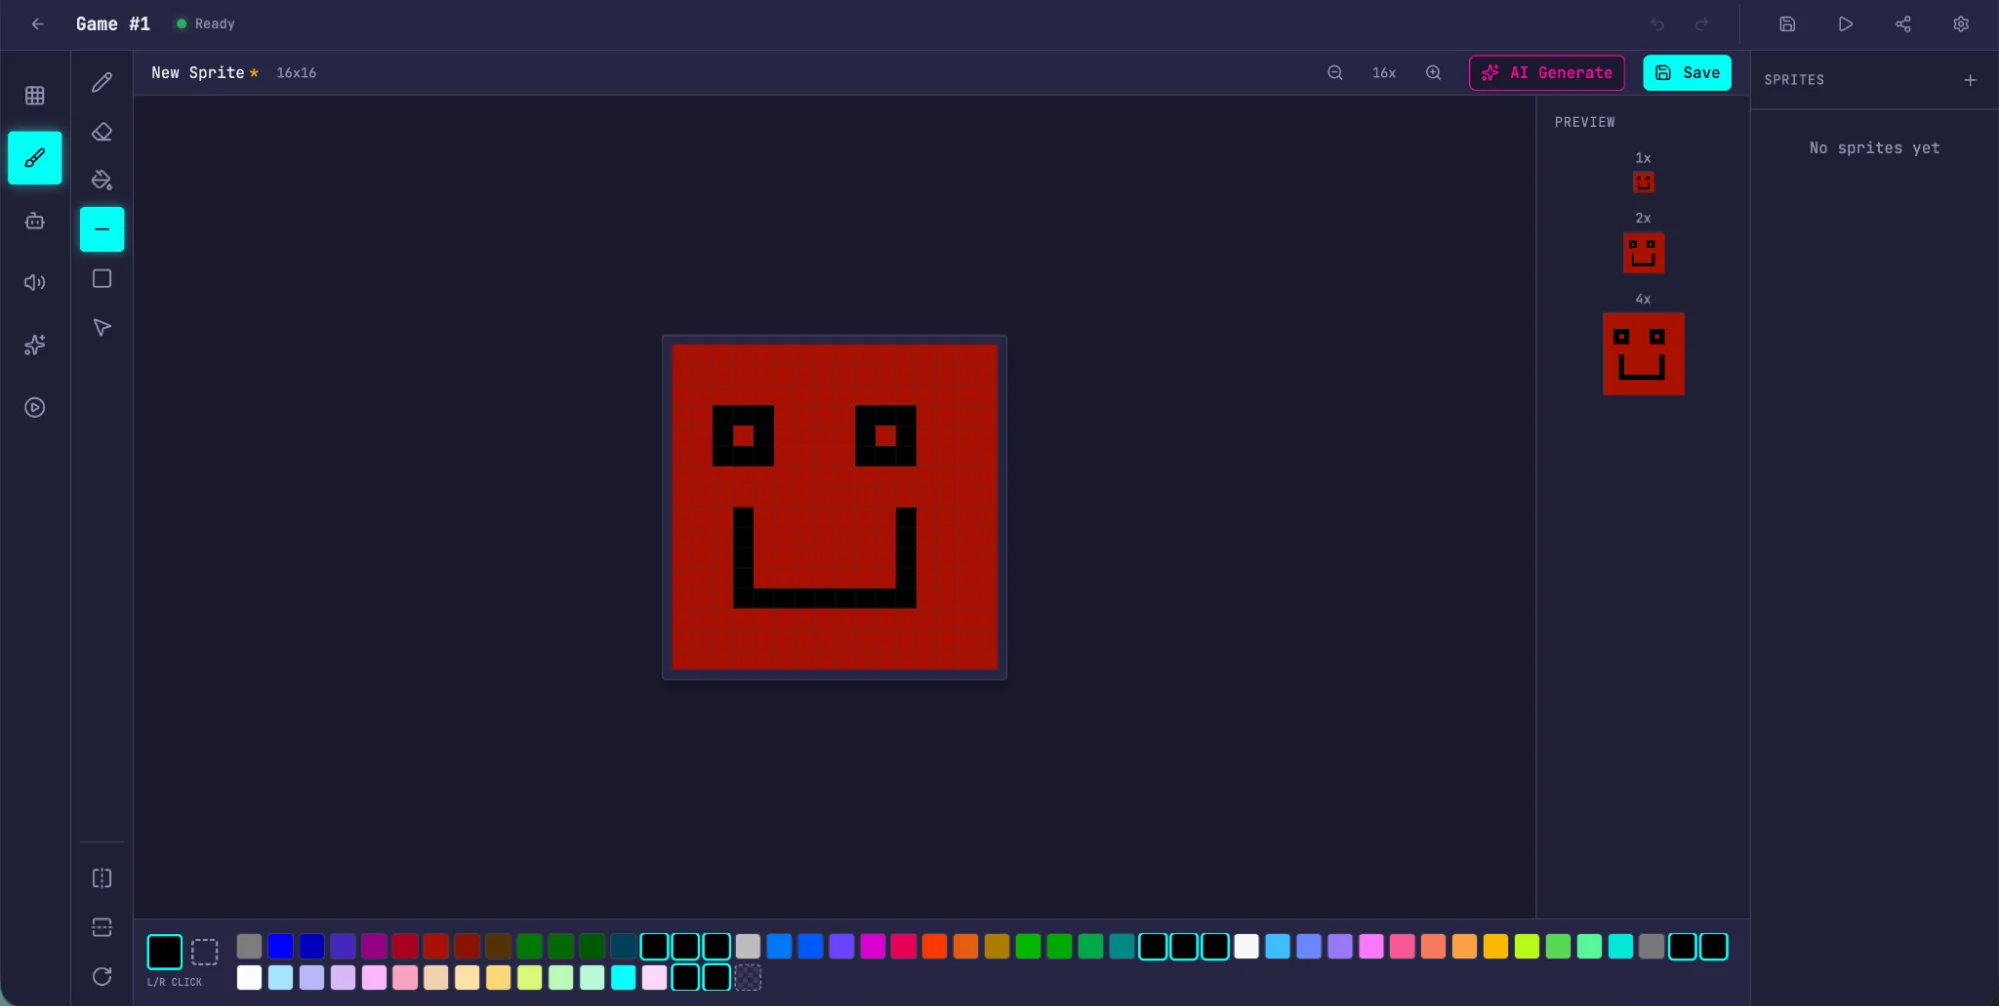 Game #1
Ready
New Sprite* 16x16
16x
AI Generate
Save
SPRITES
No sprites yet
PREVIEW
1x
2x
4x
L/R CLICK